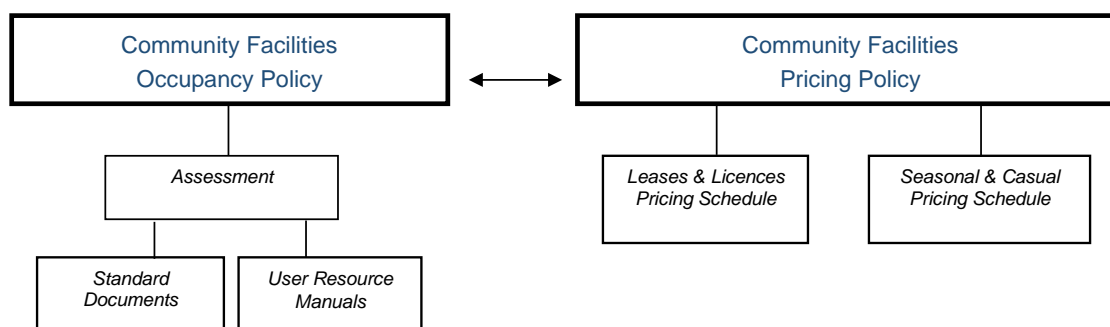 Community Facilities
Occupancy Policy
Community Facilities
Pricing Policy
Assessment
Leases & Licences
Pricing Schedule
Seasonal & Casual
Pricing Schedule
Standard
Documents
User Resource
Manuals